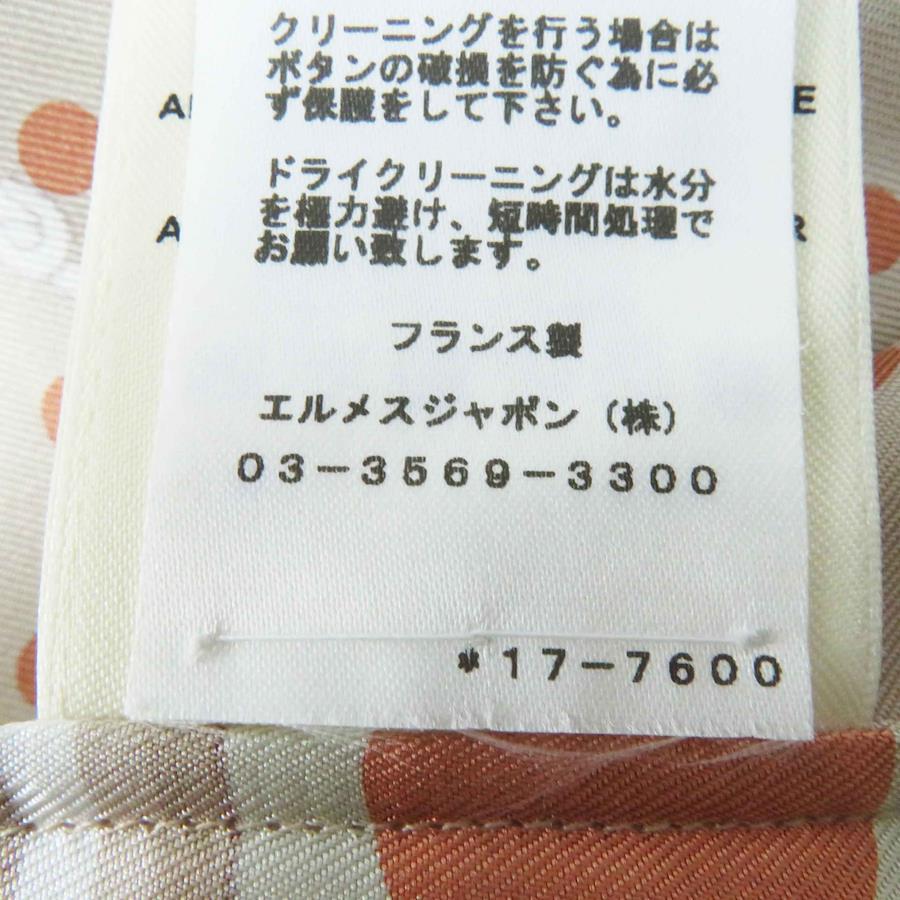 クリーニングを行う場合は
ボタンの破損を防ぐ為に必
ず保護をして下さい。
ドライクリーニングは水分
を極力避け、短時間処理で
お願い致します。
フランス製
エルメスジャポン(株)
03-3569-3300
*17-7600